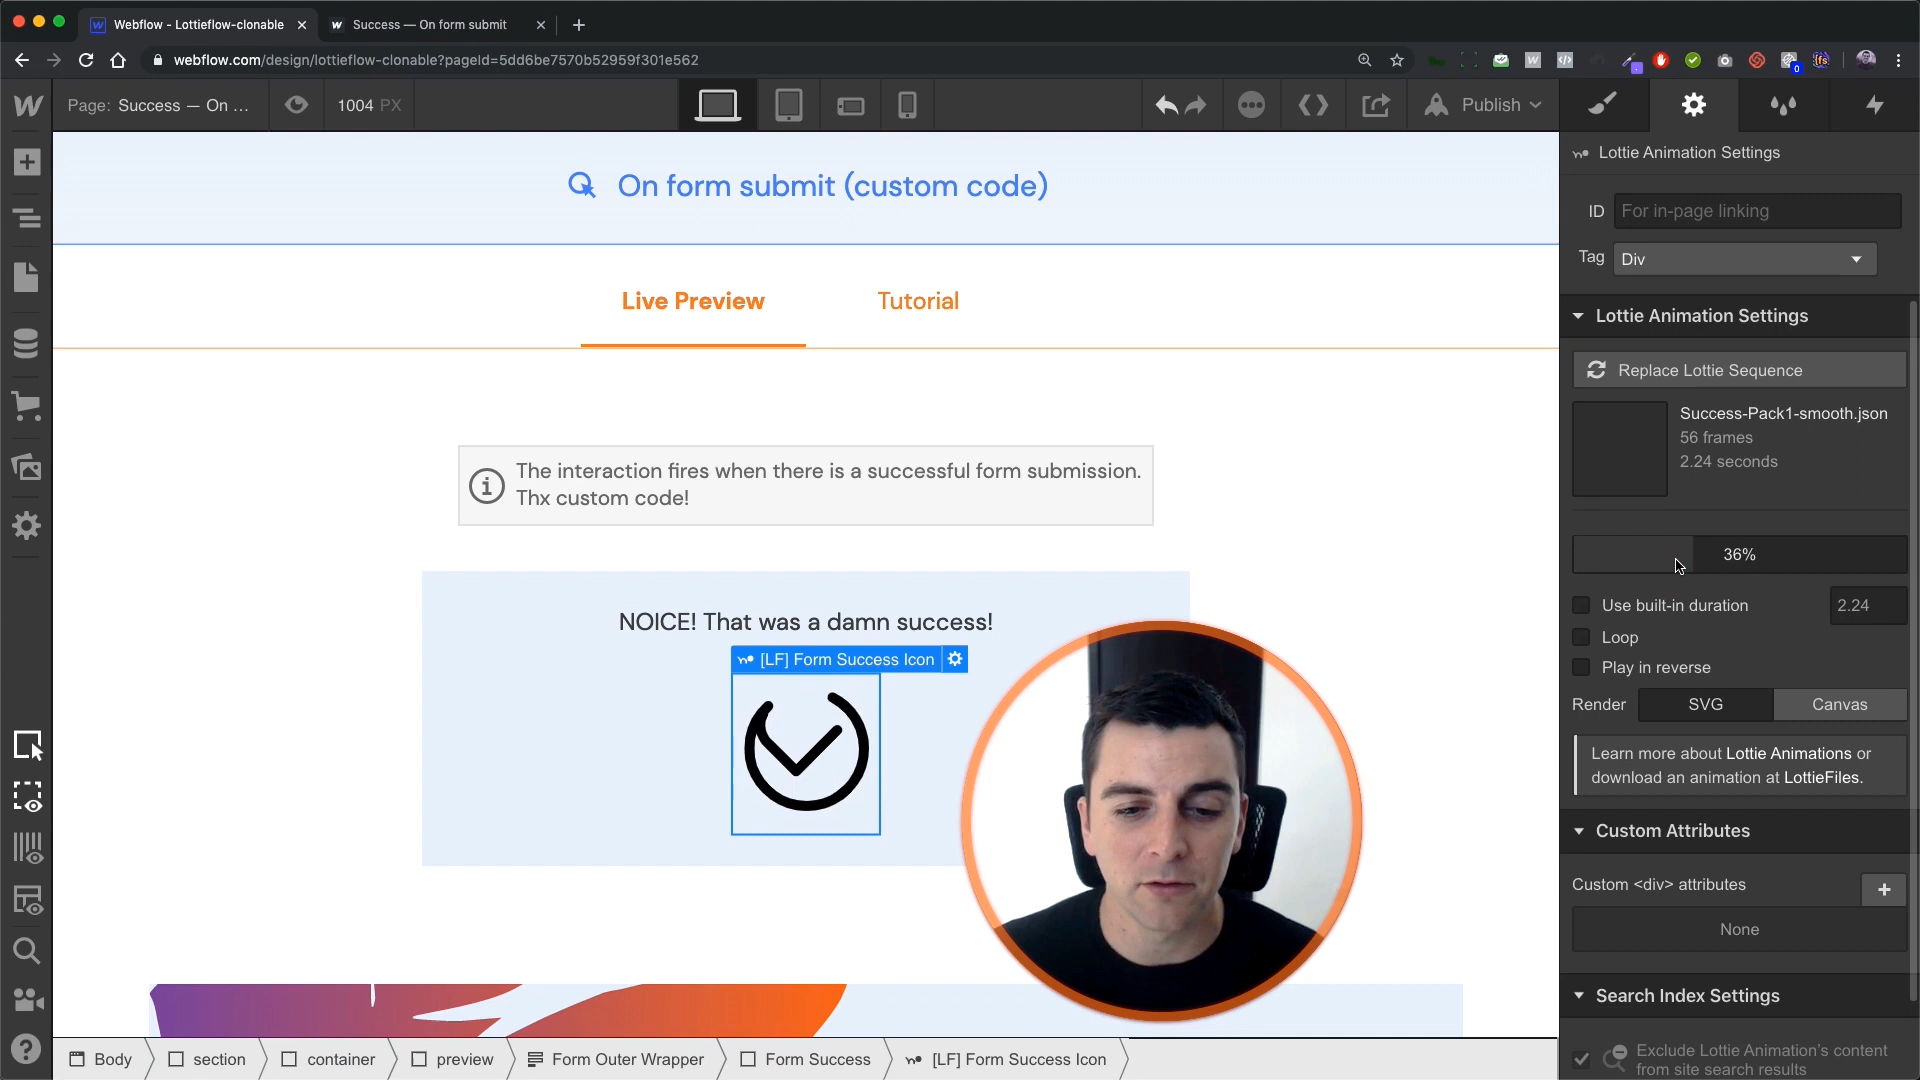 Webflow - Lottieflow-clonable
Success — On form submit
webflow.com/design/lottieflow-clonable?pageId=5dd6be7570b52959f301e562
Page: Success — On ...
1004 PX
Publish
Lottie Animation Settings
ID
For in-page linking
Tag
Div
Lottie Animation Settings
Replace Lottie Sequence
Success-Pack1-smooth.json
56 frames
2.24 seconds
36%
Use built-in duration
2.24
Loop
Play in reverse
Render
SVG
Canvas
Learn more about Lottie Animations or
download an animation at LottieFiles.
Custom Attributes
Custom <div> attributes
None
Search Index Settings
Exclude Lottie Animation's content
from site search results
On form submit (custom code)
Live Preview
Tutorial
The interaction fires when there is a successful form submission.
Thx custom code!
NOICE! That was a damn success!
[LF] Form Success Icon
Body
section
container
preview
Form Outer Wrapper
Form Success
[LF] Form Success Icon